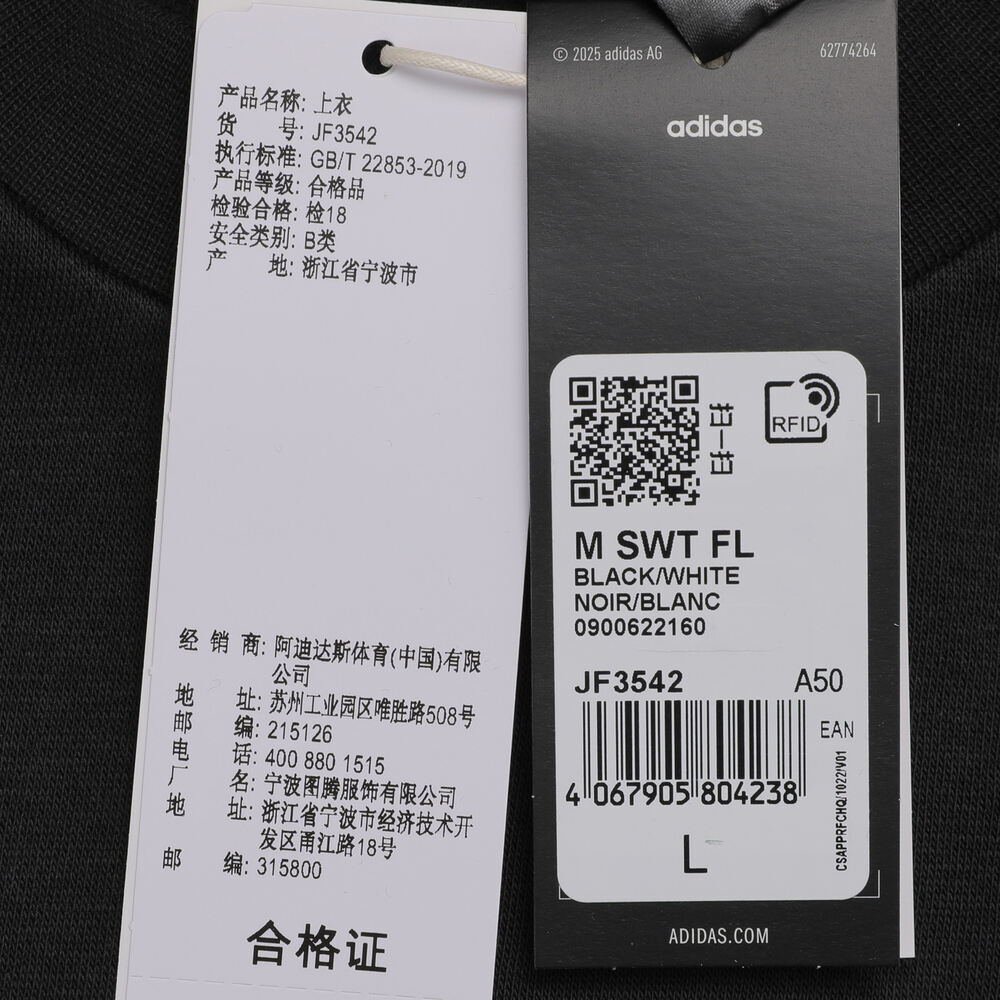 产品名称: 上衣
货 号: JF3542
执行标准: GB/T 22853-2019
产品等级: 合格品
检验合格: 检18
安全类别: B类
产 地: 浙江省宁波市
经 销 商: 阿迪达斯体育(中国)有限
公司
地 址: 苏州工业园区唯胜路508号
邮 编: 215126
电 话: 400 880 1515
厂 名: 宁波图腾服饰有限公司
地 址: 浙江省宁波市经济技术开
发区甬江路18号
邮 编: 315800
合格证
© 2025 adidas AG
62774264
adidas
扫一扫
RFID
M SWT FL
BLACK/WHITE
NOIR/BLANC
0900622160
JF3542 A50
EAN
4 067905 804238
CSAPPRFCHQ/1022/V01
L
ADIDAS.COM